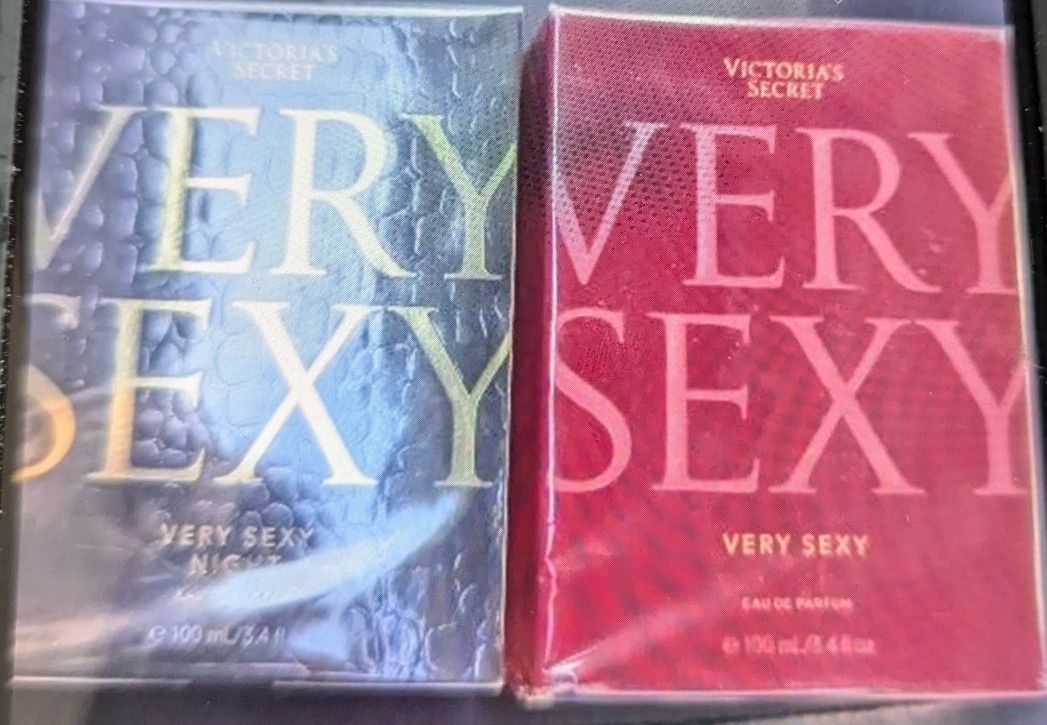 VICTORIA'S
SECRET
VERY
SEXY
VERY SEXY
NIGHT
℮ 100 mL/3.4 fl
VICTORIA'S
SECRET
VERY
SEXY
VERY SEXY
EAU DE PARFUM
℮ 100 mL/3.4 fl oz